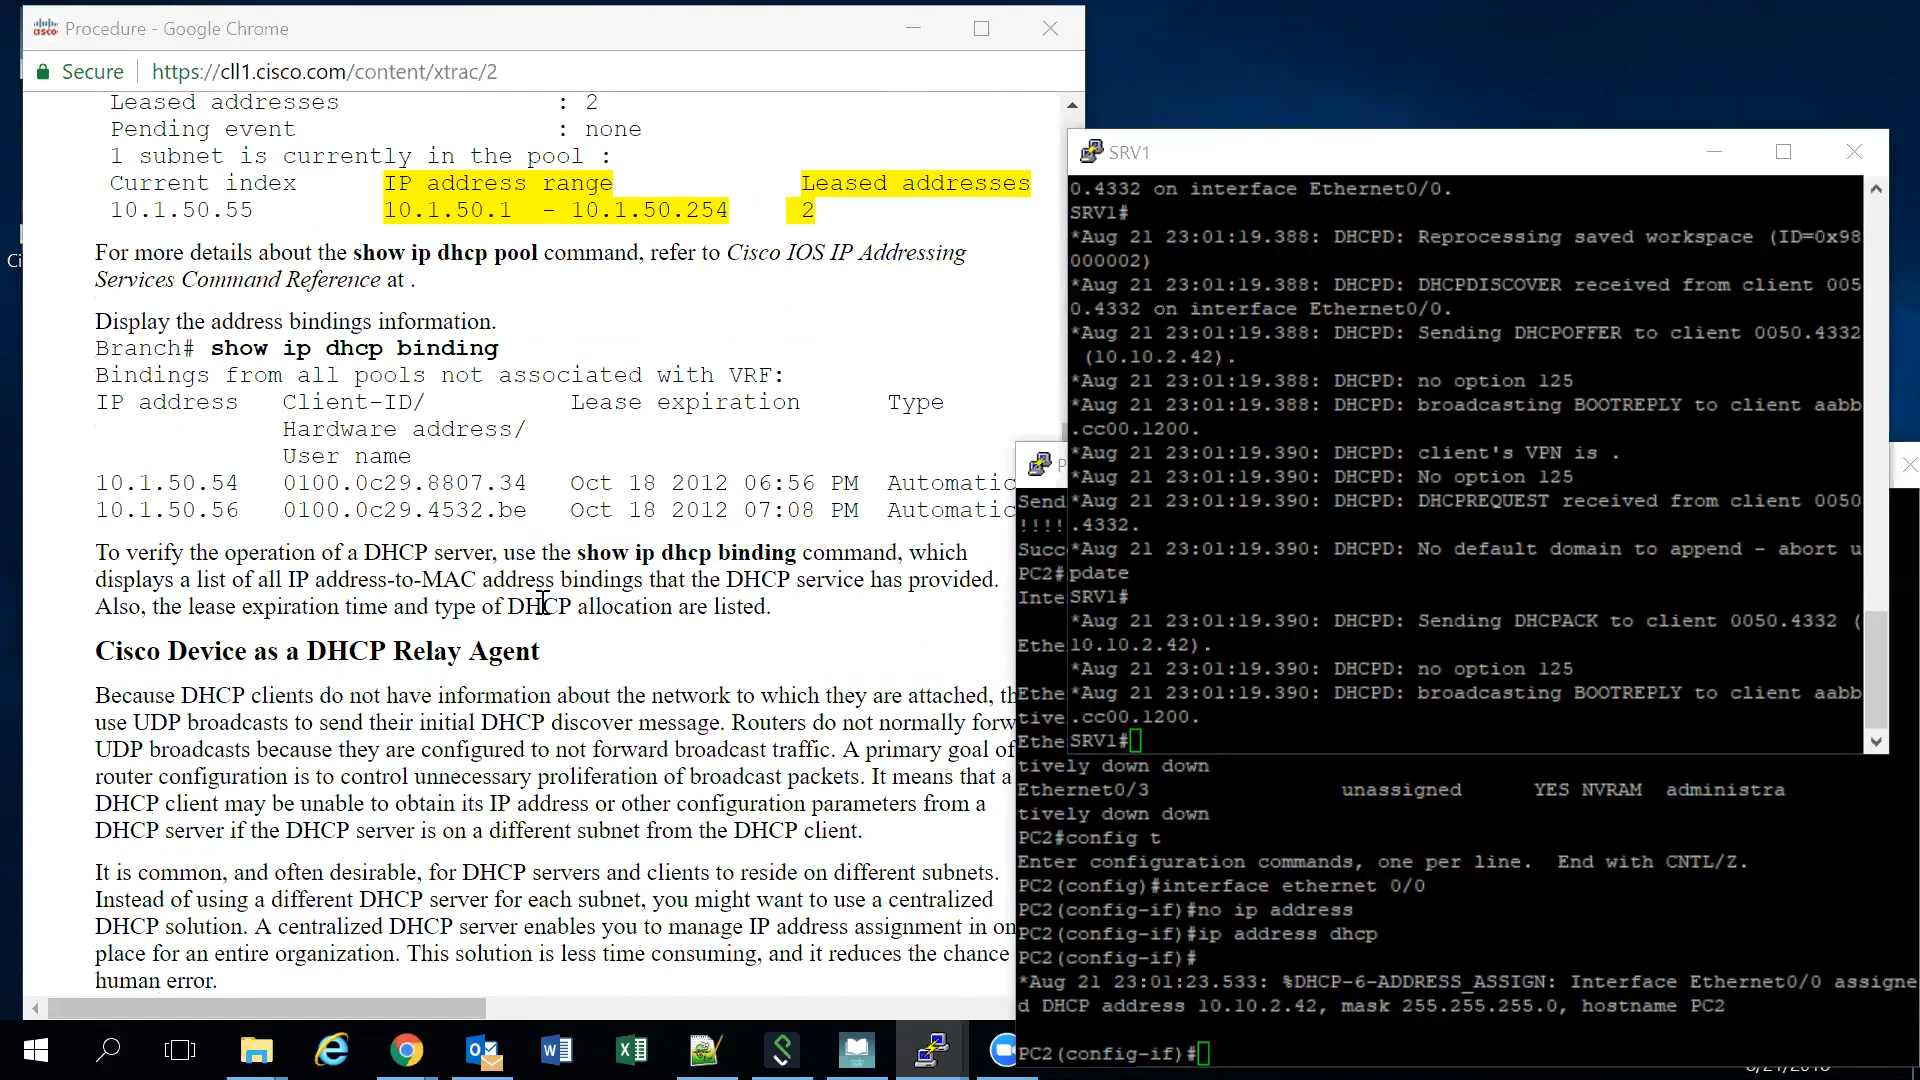 Procedure - Google Chrome
Secure
https://cll1.cisco.com/content/xtrac/2
Leased addresses : 2
Pending event : none
1 subnet is currently in the pool :
Current index IP address range Leased addresses
10.1.50.55 10.1.50.1 - 10.1.50.254 2
For more details about the show ip dhcp pool command, refer to Cisco IOS IP Addressing
Services Command Reference at .
Display the address bindings information.
Branch# show ip dhcp binding
Bindings from all pools not associated with VRF:
IP address Client-ID/ Lease expiration Type
Hardware address/
User name
10.1.50.54 0100.0c29.8807.34 Oct 18 2012 06:56 PM Automatic
10.1.50.56 0100.0c29.4532.be Oct 18 2012 07:08 PM Automatic
To verify the operation of a DHCP server, use the show ip dhcp binding command, which
displays a list of all IP address-to-MAC address bindings that the DHCP service has provided.
Also, the lease expiration time and type of DHCP allocation are listed.
Cisco Device as a DHCP Relay Agent
Because DHCP clients do not have information about the network to which they are attached, th
use UDP broadcasts to send their initial DHCP discover message. Routers do not normally forw
UDP broadcasts because they are configured to not forward broadcast traffic. A primary goal of
router configuration is to control unnecessary proliferation of broadcast packets. It means that a
DHCP client may be unable to obtain its IP address or other configuration parameters from a
DHCP server if the DHCP server is on a different subnet from the DHCP client.
It is common, and often desirable, for DHCP servers and clients to reside on different subnets.
Instead of using a different DHCP server for each subnet, you might want to use a centralized
DHCP solution. A centralized DHCP server enables you to manage IP address assignment in on
place for an entire organization. This solution is less time consuming, and it reduces the chance
human error.
SRV1
0.4332 on interface Ethernet0/0.
SRV1#
*Aug 21 23:01:19.388: DHCPD: Reprocessing saved workspace (ID=0x98
000002)
*Aug 21 23:01:19.388: DHCPD: DHCPDISCOVER received from client 005
0.4332 on interface Ethernet0/0.
*Aug 21 23:01:19.388: DHCPD: Sending DHCPOFFER to client 0050.4332
(10.10.2.42).
*Aug 21 23:01:19.388: DHCPD: no option 125
*Aug 21 23:01:19.388: DHCPD: broadcasting BOOTREPLY to client aabb
.cc00.1200.
*Aug 21 23:01:19.390: DHCPD: client's VPN is .
*Aug 21 23:01:19.390: DHCPD: No option 125
*Aug 21 23:01:19.390: DHCPD: DHCPREQUEST received from client 0050
.4332.
*Aug 21 23:01:19.390: DHCPD: No default domain to append - abort u
pdate
SRV1#
*Aug 21 23:01:19.390: DHCPD: Sending DHCPACK to client 0050.4332 (
10.10.2.42).
*Aug 21 23:01:19.390: DHCPD: no option 125
*Aug 21 23:01:19.390: DHCPD: broadcasting BOOTREPLY to client aabb
.cc00.1200.
SRV1#
Send
!!!!
Succ
PC2#
Inte
Ethe
Ethe
tive
Ethe
tively down down
Ethernet0/3 unassigned YES NVRAM administra
tively down down
PC2#config t
Enter configuration commands, one per line. End with CNTL/Z.
PC2(config)#interface ethernet 0/0
PC2(config-if)#no ip address
PC2(config-if)#ip address dhcp
PC2(config-if)#
*Aug 21 23:01:23.533: %DHCP-6-ADDRESS_ASSIGN: Interface Ethernet0/0 assigne
d DHCP address 10.10.2.42, mask 255.255.255.0, hostname PC2
PC2(config-if)#
Ci